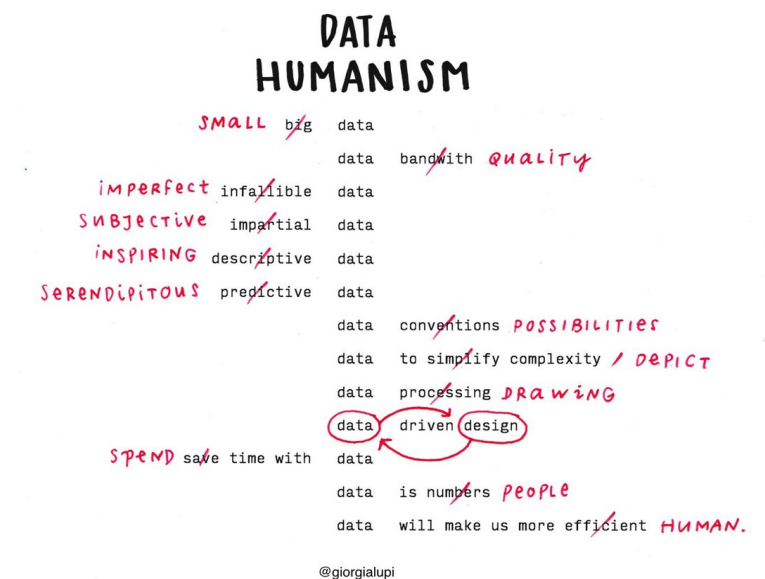 DATA
HUMANISM
SMALL big data
data bandwith QUALITY
IMPERFECT infallible data
SUBJECTIVE impartial data
INSPIRING descriptive data
SERENDIPITOUS predictive data
data conventions POSSIBILITIES
data to simplify complexity / DEPICT
data processing DRAWING
data driven design
SPEND save time with data
data is numbers PEOPLE
data will make us more efficient HUMAN.
@giorgialupi